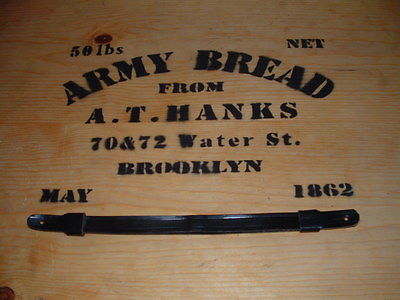 50 lbs NET
ARMY BREAD
FROM
A.T. HANKS
70&72 Water St.
BROOKLYN
MAY 1862